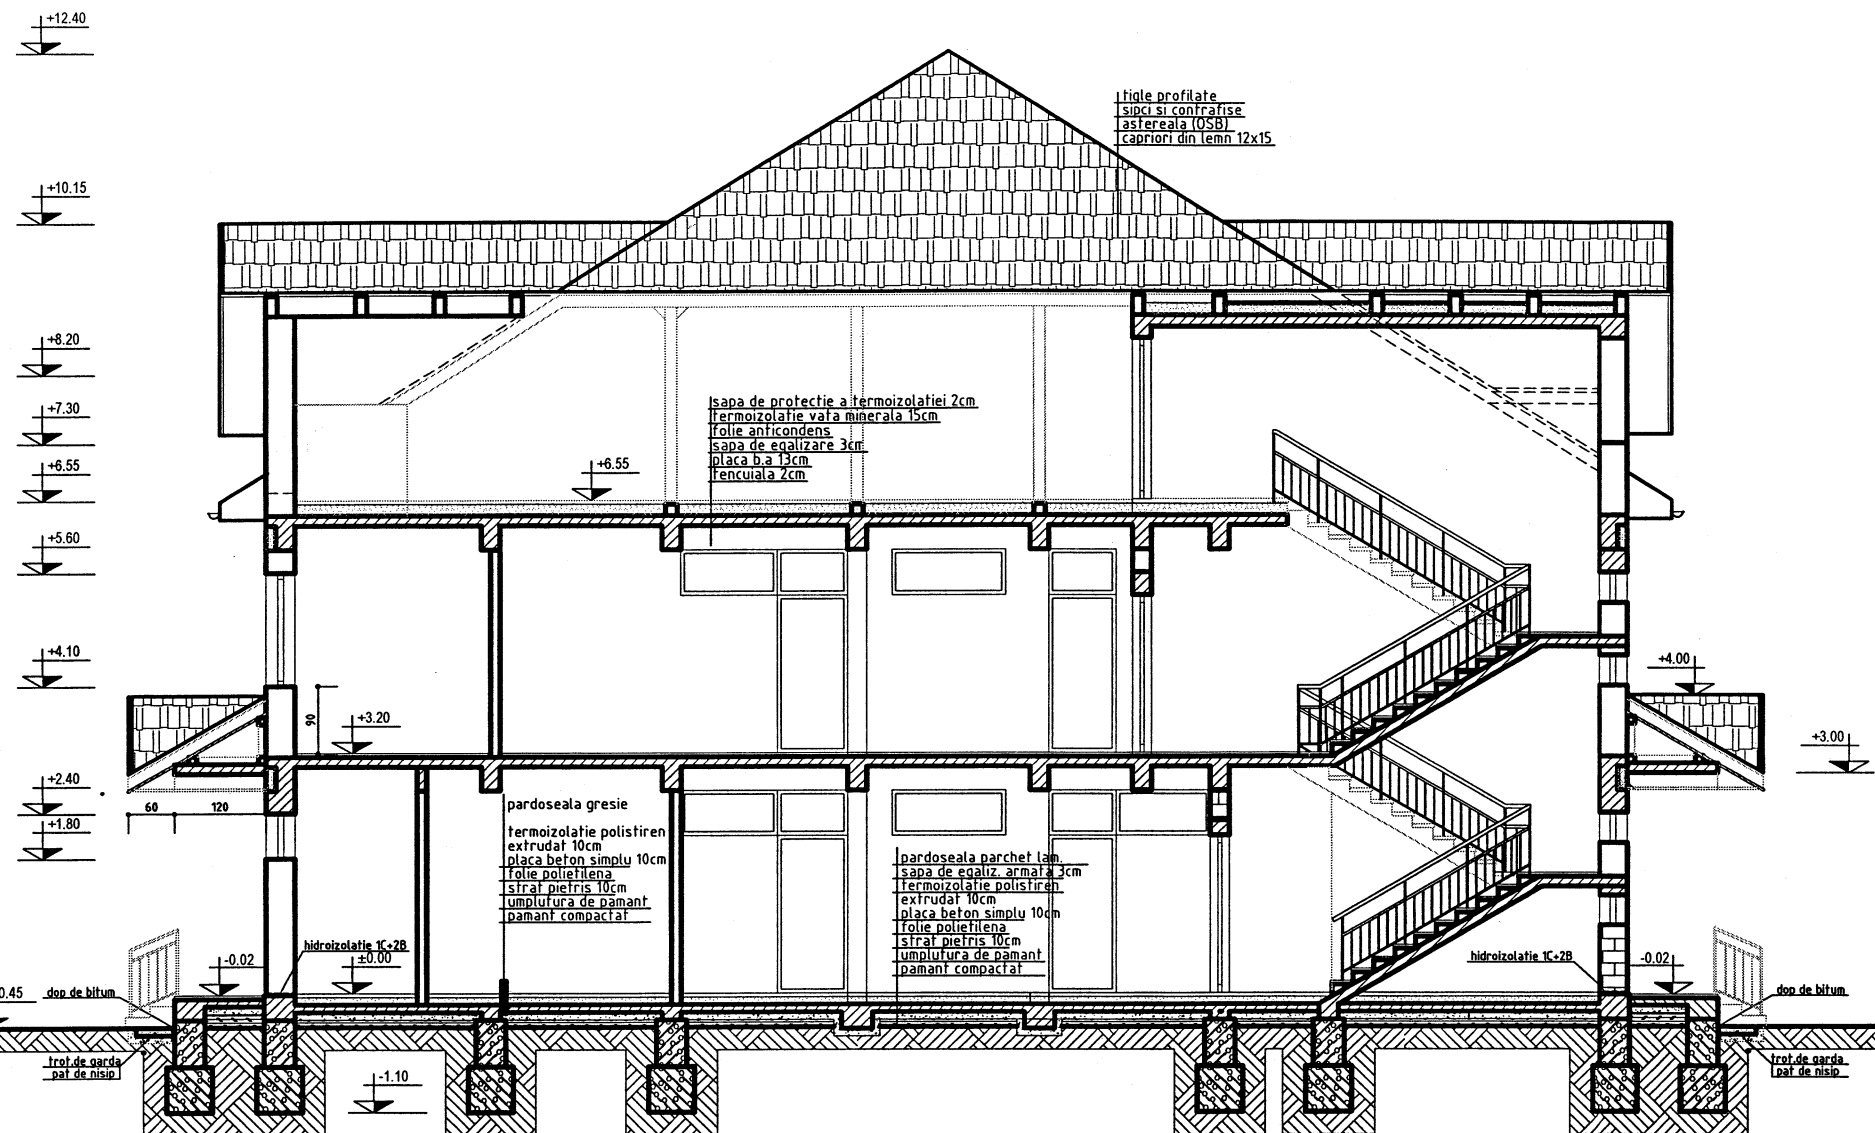 +12.40
tigle profilate
sipci si contrafise
astereala (OSB)
capriori din lemn 12x15
+10.15
+8.20
+7.30
+6.55
+5.60
+4.10
+2.40
+1.80
sapa de protectie a termoizolatiei 2cm
termoizolatie vata minerala 15cm
folie anticondens
sapa de egalizare 3cm
placa b.a 13cm
tencuiala 2cm
+6.55
+4.00
90
+3.20
+3.00
60
120
pardoseala gresie
termoizolatie polistiren
extrudat 10cm
placa beton simplu 10cm
folie polietilena
strat pietris 10cm
umplutura de pamant
pamant compactat
pardoseala parchet lam.
sapa de egaliz. armata 3cm
termoizolatie polistiren
extrudat 10cm
placa beton simplu 10cm
folie polietilena
strat pietris 10cm
umplutura de pamant
pamant compactat
hidroizolatie 1C+2B
-0.02
±0.00
hidroizolatie 1C+2B
-0.02
0.45
dop de bitum
dop de bitum
trot.de garda
pat de nisip
-1.10
trot.de garda
pat de nisip